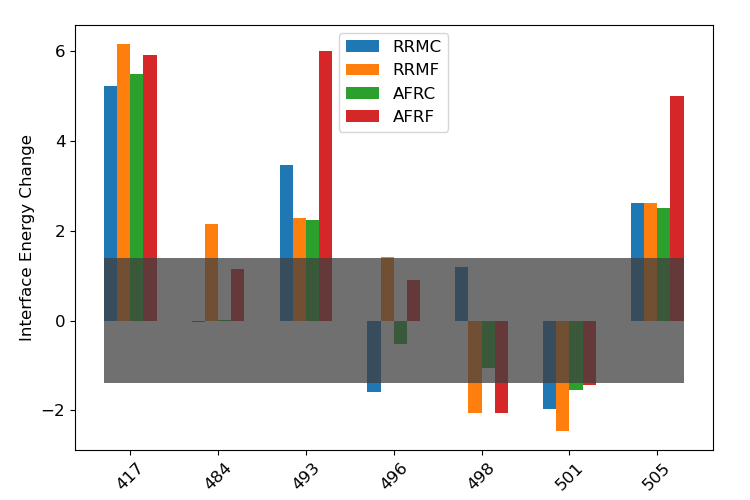 RRMC
RRMF
AFRC
AFRF
Interface Energy Change
6
4
2
0
−2
417
484
493
496
498
501
505